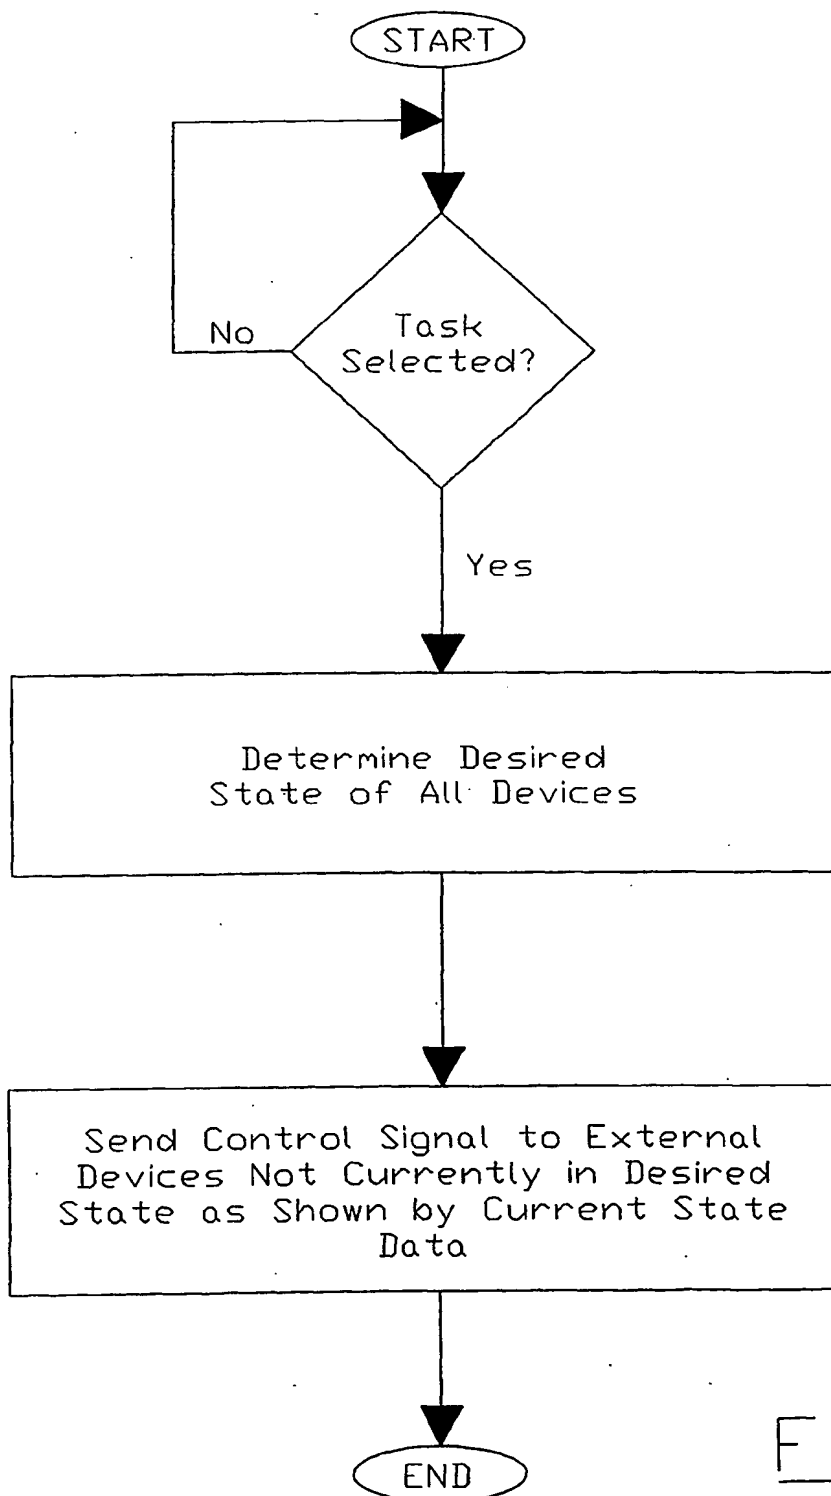 START
No
Task
Selected?
Yes
Determine Desired
State of All Devices
Send Control Signal to External
Devices Not Currently in Desired
State as Shown by Current State
Data
END
F